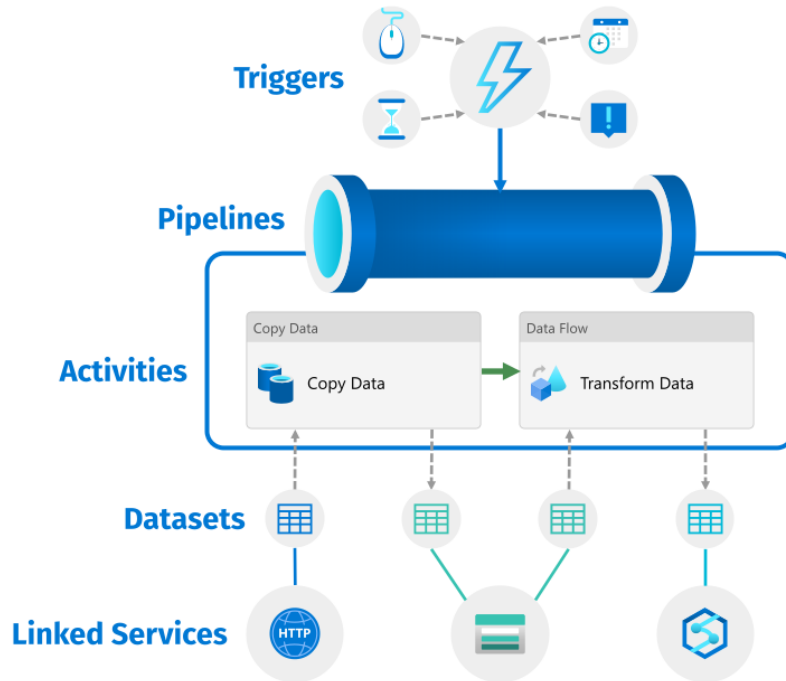 Triggers
Pipelines
Copy Data
Data Flow
Activities
Copy Data
Transform Data
Datasets
Linked Services
HTTP